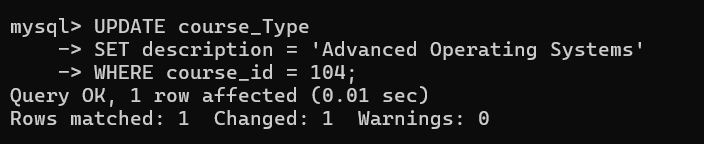 mysql> UPDATE course_Type
    -> SET description = 'Advanced Operating Systems'
    -> WHERE course_id = 104;
Query OK, 1 row affected (0.01 sec)
Rows matched: 1  Changed: 1  Warnings: 0